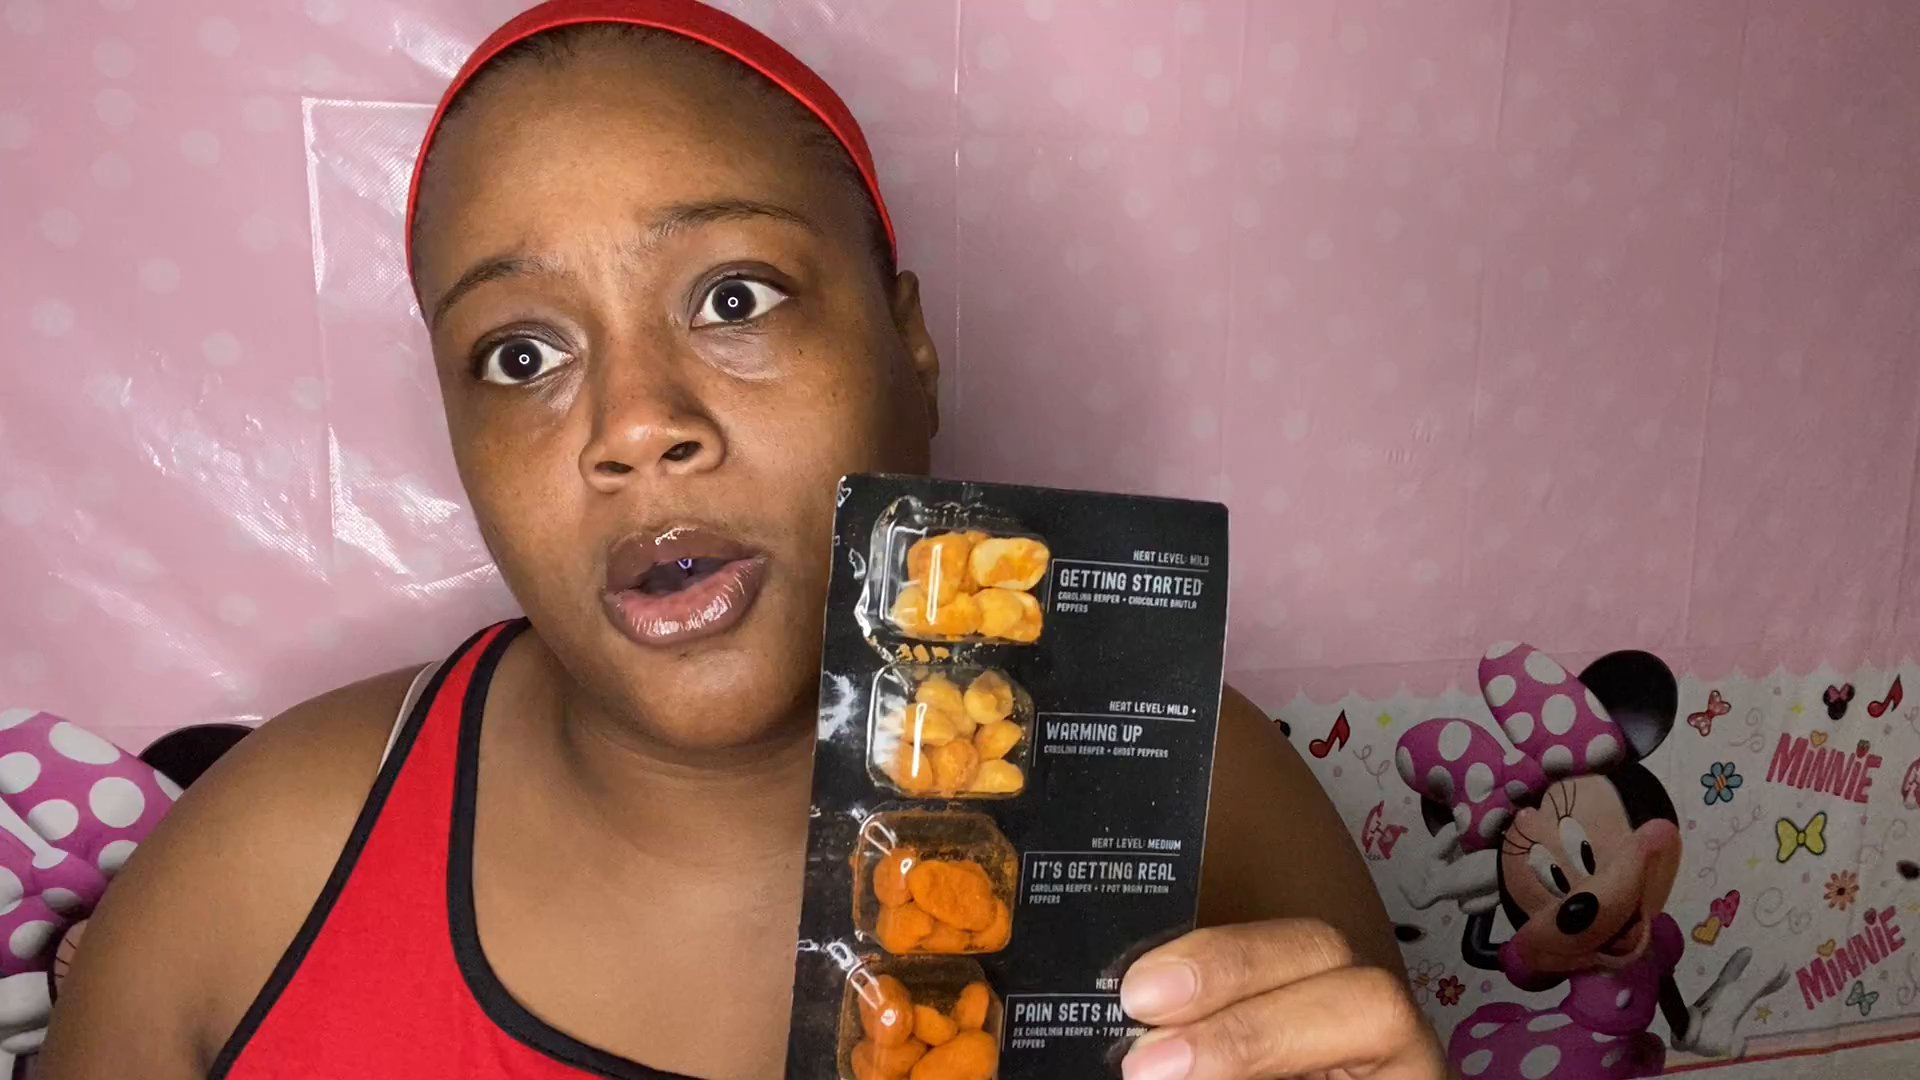 HEAT LEVEL: MILD
GETTING STARTED
CAROLINA REAPER + CHOCOLATE BHUTLA
PEPPERS
HEAT LEVEL: MILD +
WARMING UP
CAROLINA REAPER + GHOST PEPPERS
HEAT LEVEL: MEDIUM
IT'S GETTING REAL
CAROLINA REAPER + 7 POT BRAIN STRAIN
PEPPERS
HEAT
PAIN SETS IN
2X CAROLINA REAPER + 7 POT
PEPPERS
MINNIE
MINNIE